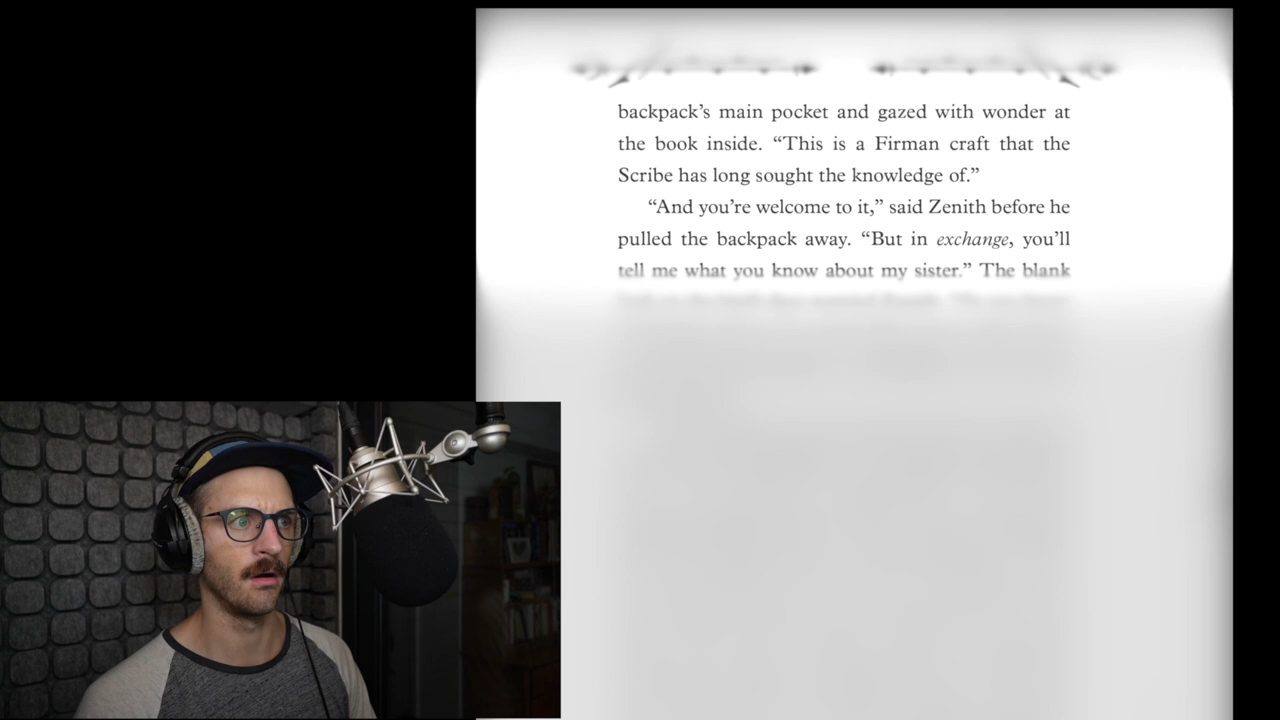 backpack’s main pocket and gazed with wonder at
the book inside. “This is a Firman craft that the
Scribe has long sought the knowledge of.”
“And you’re welcome to it,” said Zenith before he
pulled the backpack away. “But in exchange, you’ll
tell me what you know about my sister.” The blank